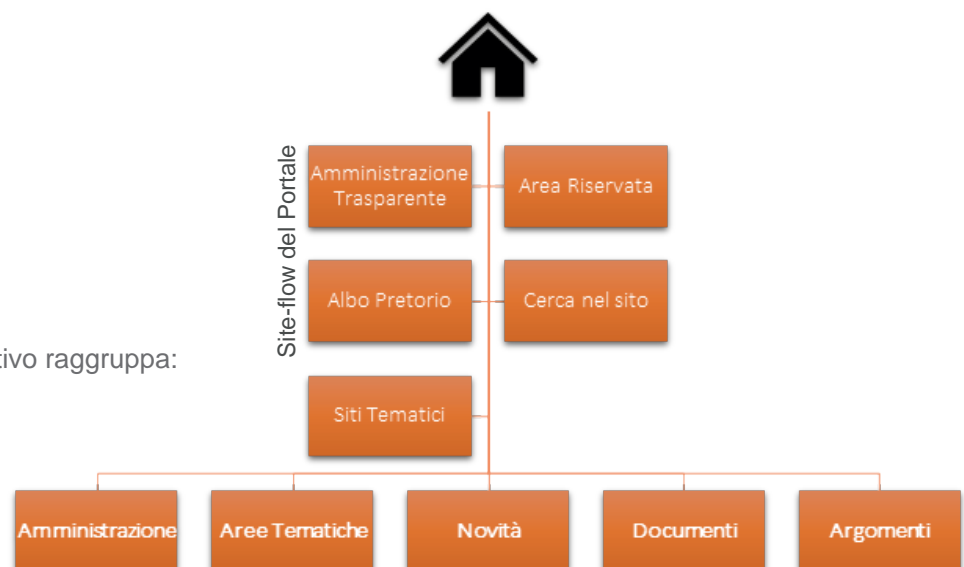 Site-flow del Portale
Amministrazione
Trasparente
Area Riservata
Albo Pretorio
Cerca nel sito
tivo raggruppa:
Siti Tematici
Amministrazione
Aree Tematiche
Novità
Documenti
Argomenti